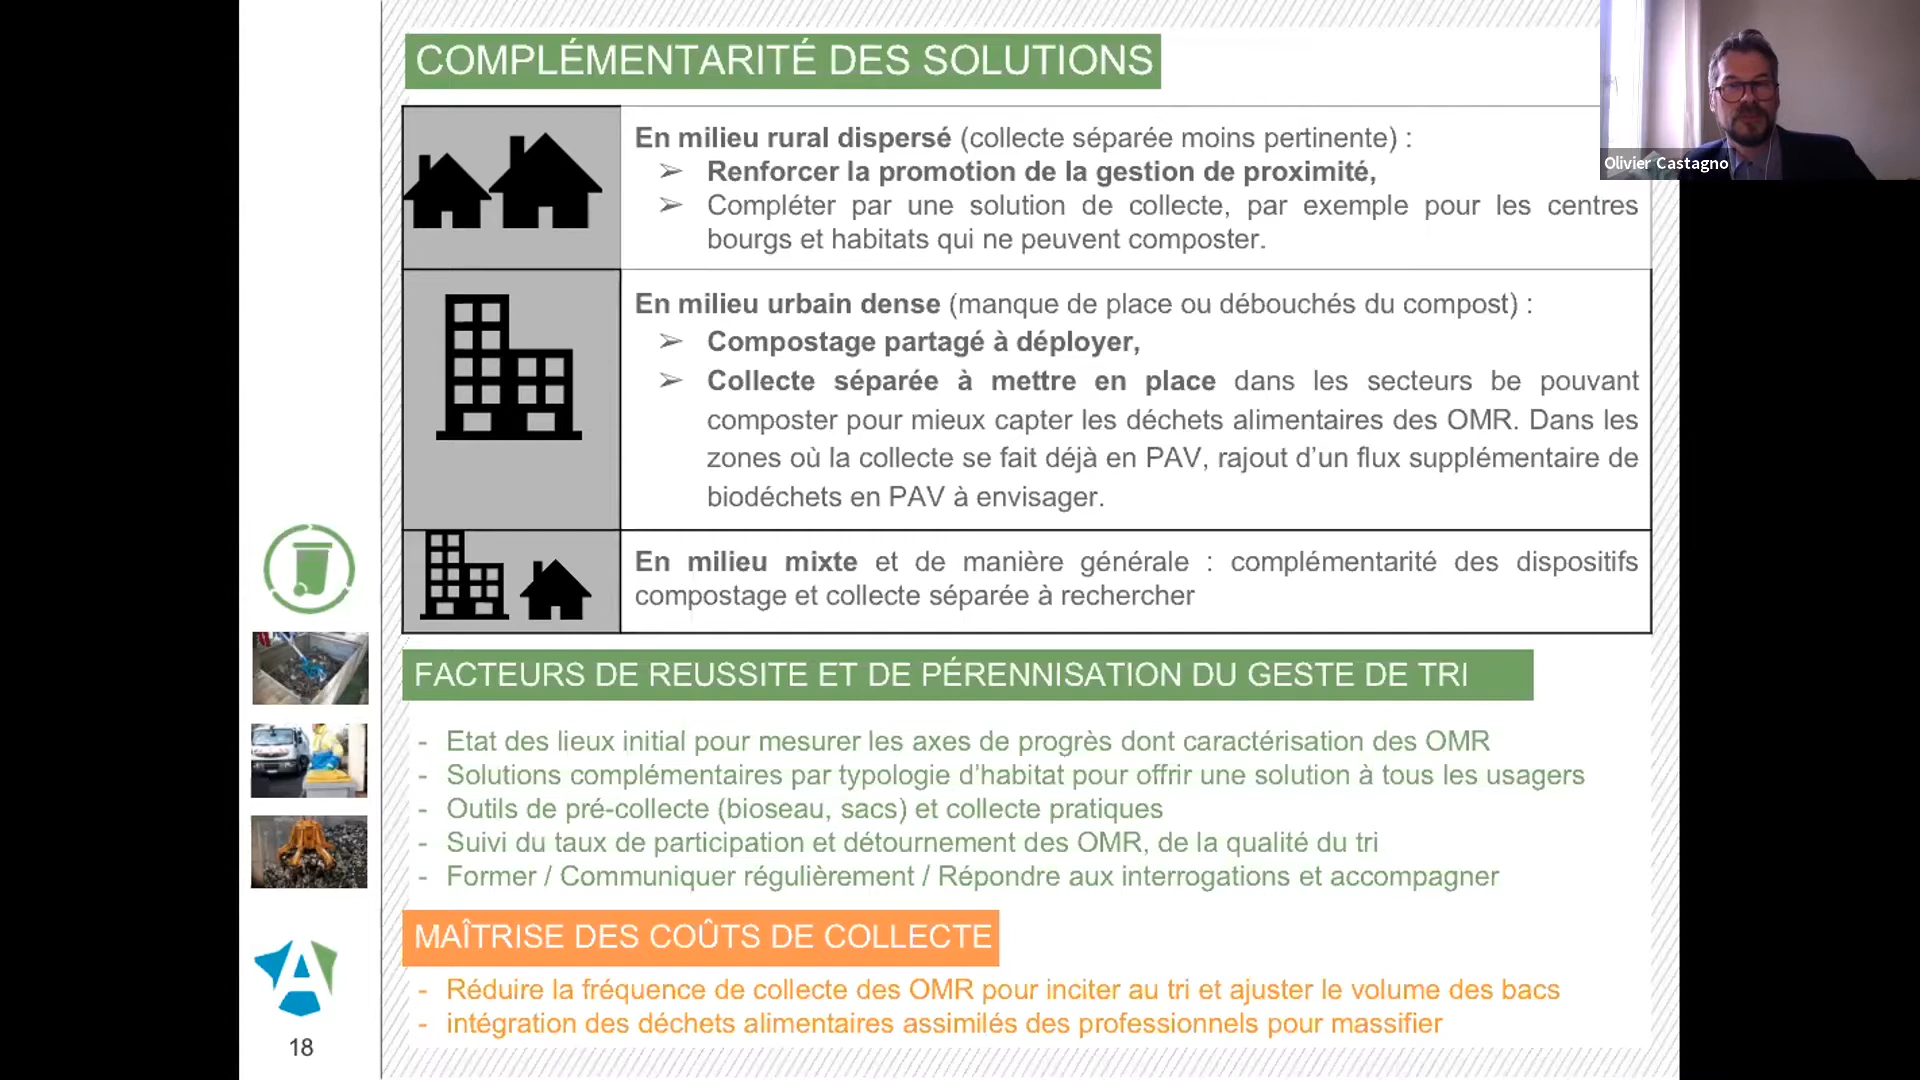 COMPLÉMENTARITÉ DES SOLUTIONS
En milieu rural dispersé (collecte séparée moins pertinente) :
➢ Renforcer la promotion de la gestion de proximité,
➢ Compléter par une solution de collecte, par exemple pour les centres
bourgs et habitats qui ne peuvent composter.
Olivier Castagno
En milieu urbain dense (manque de place ou débouchés du compost) :
➢ Compostage partagé à déployer,
➢ Collecte séparée à mettre en place dans les secteurs be pouvant
composter pour mieux capter les déchets alimentaires des OMR. Dans les
zones où la collecte se fait déjà en PAV, rajout d’un flux supplémentaire de
biodéchets en PAV à envisager.
En milieu mixte et de manière générale : complémentarité des dispositifs
compostage et collecte séparée à rechercher
FACTEURS DE REUSSITE ET DE PÉRENNISATION DU GESTE DE TRI
- Etat des lieux initial pour mesurer les axes de progrès dont caractérisation des OMR
- Solutions complémentaires par typologie d’habitat pour offrir une solution à tous les usagers
- Outils de pré-collecte (bioseau, sacs) et collecte pratiques
- Suivi du taux de participation et détournement des OMR, de la qualité du tri
- Former / Communiquer régulièrement / Répondre aux interrogations et accompagner
MAÎTRISE DES COÛTS DE COLLECTE
- Réduire la fréquence de collecte des OMR pour inciter au tri et ajuster le volume des bacs
- intégration des déchets alimentaires assimilés des professionnels pour massifier
18